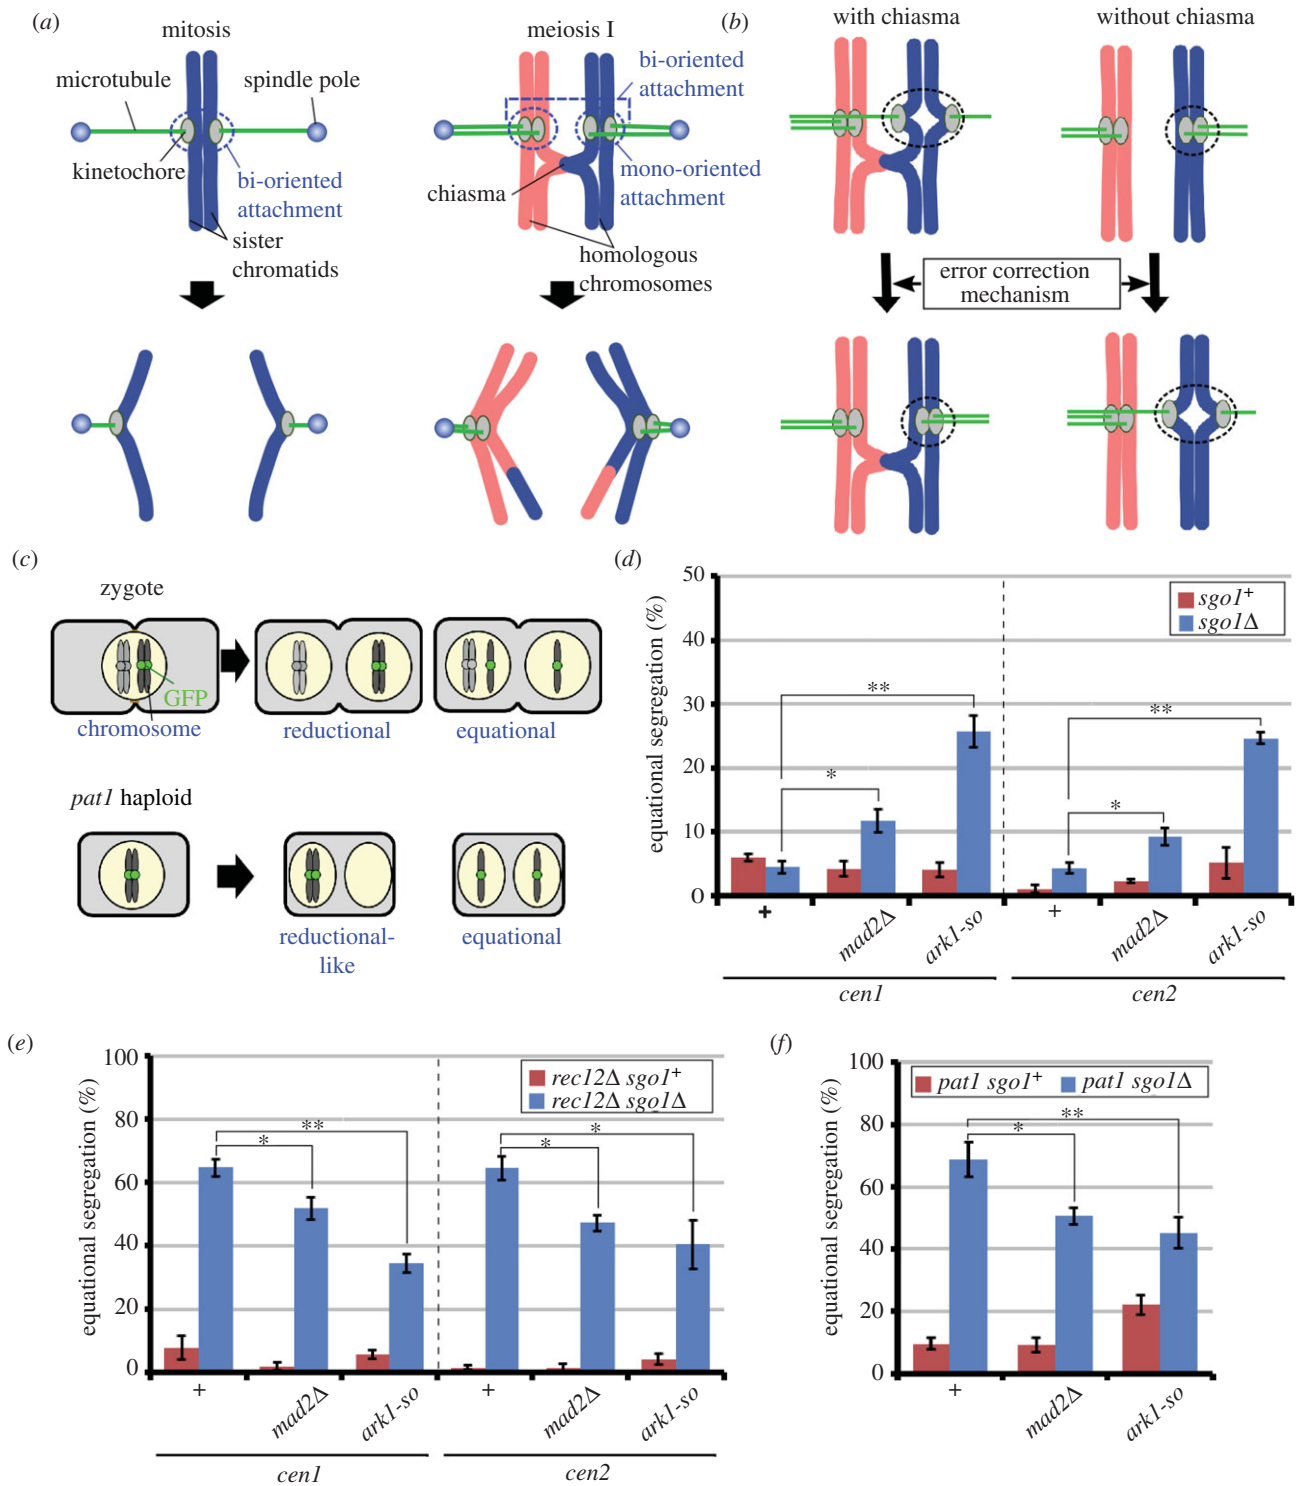 (a)
mitosis
microtubule
spindle pole
kinetochore
bi-oriented
attachment
sister
chromatids
meiosis I
bi-oriented
attachment
mono-oriented
attachment
chiasma
homologous
chromosomes
(b)
with chiasma
without chiasma
error correction
mechanism
(c)
zygote
GFP
chromosome
reductional
equational
pat1 haploid
reductional-
like
equational
(d)
equational segregation (%)
50
40
30
20
10
0
sgo1+
sgo1Δ
**
*
**
*
+
mad2Δ
ark1-so
+
mad2Δ
ark1-so
cen1
cen2
(e)
equational segregation (%)
100
80
60
40
20
0
rec12Δ sgo1+
rec12Δ sgo1Δ
**
*
*
*
+
mad2Δ
ark1-so
+
mad2Δ
ark1-so
cen1
cen2
(f)
equational segregation (%)
100
80
60
40
20
0
pat1 sgo1+
pat1 sgo1Δ
**
*
+
mad2Δ
ark1-so